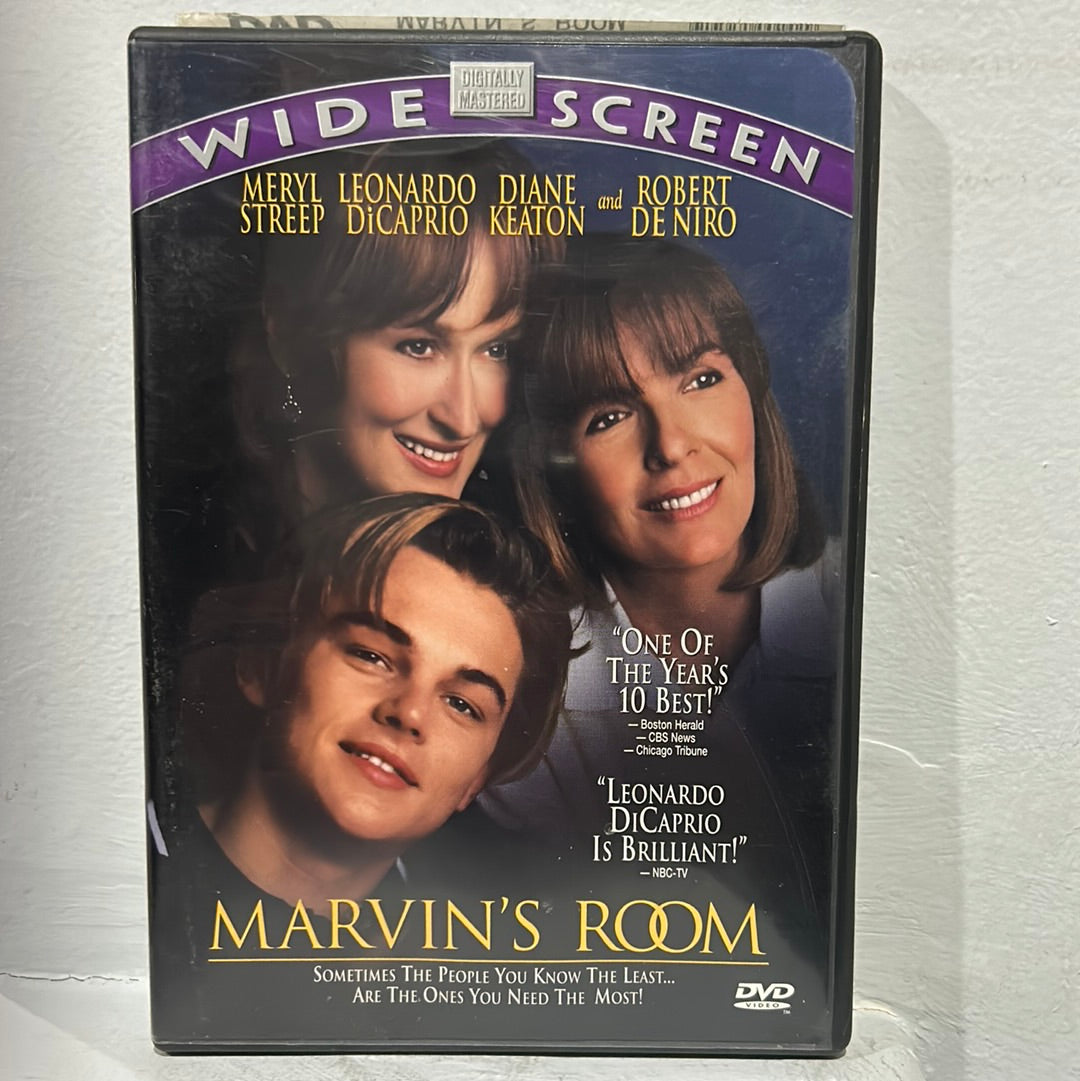 DVD
MARVIN'S ROOM
DIGITALLY
MASTERED
WIDE SCREEN
MERYL LEONARDO DIANE and ROBERT
STREEP DiCAPRIO KEATON DE NIRO
"ONE OF
THE YEAR'S
10 BEST!"
— Boston Herald
— CBS News
— Chicago Tribune
"LEONARDO
DiCAPRIO
IS BRILLIANT!"
— NBC-TV
MARVIN'S ROOM
SOMETIMES THE PEOPLE YOU KNOW THE LEAST...
ARE THE ONES YOU NEED THE MOST!
DVD
VIDEO
TM